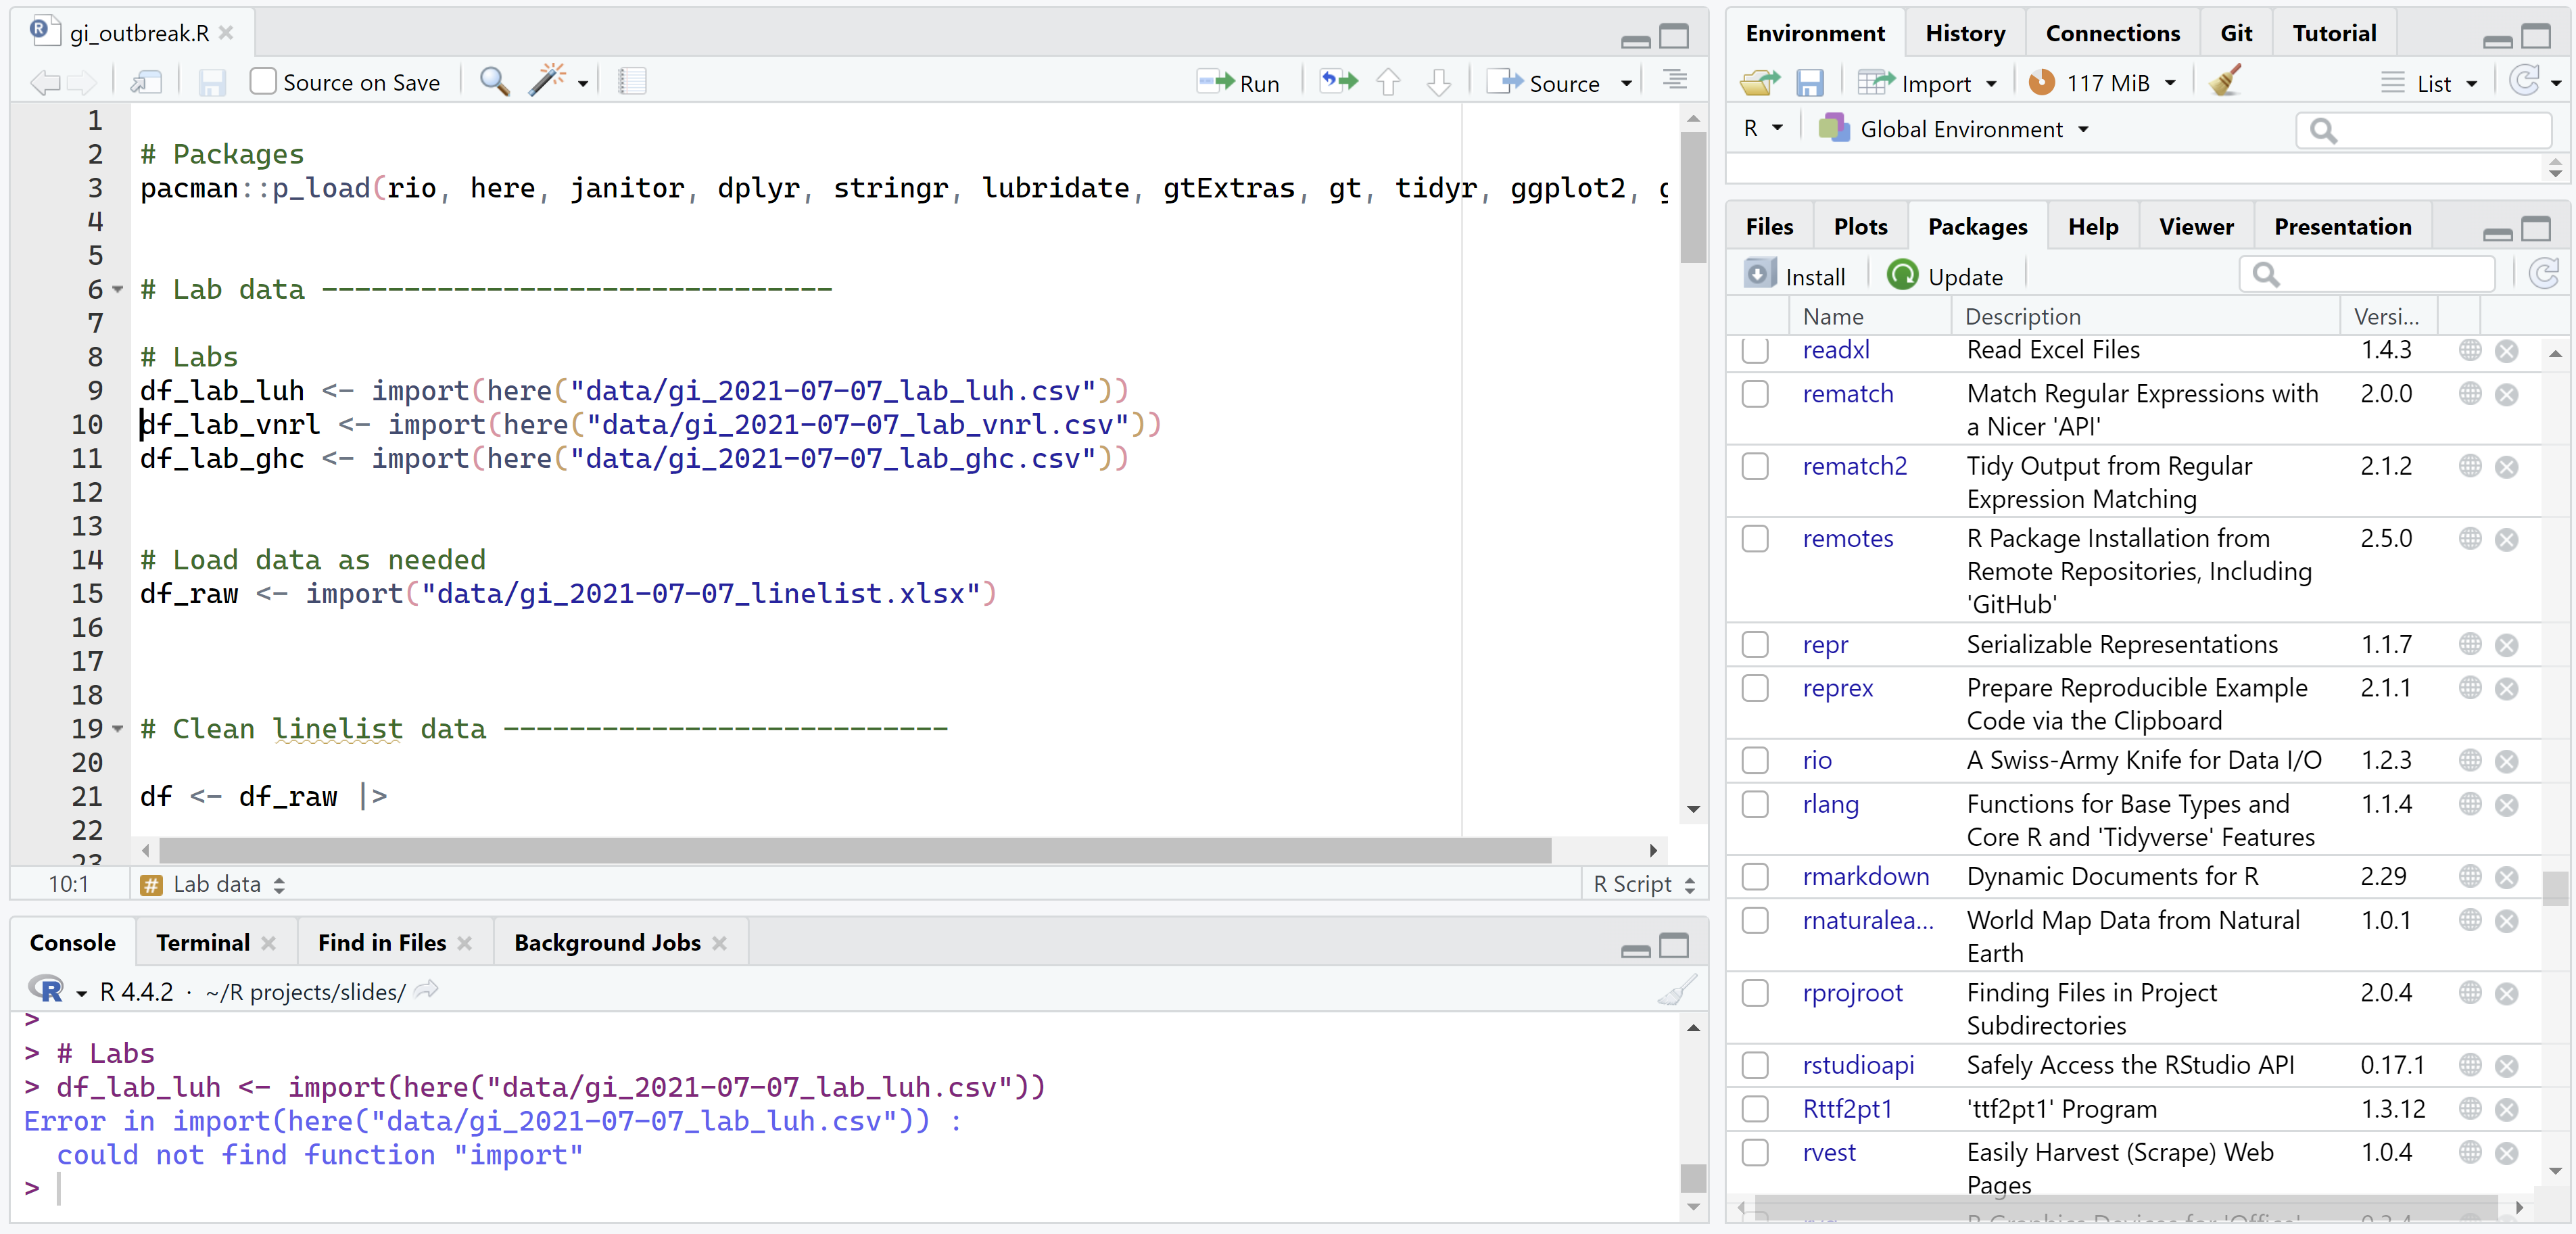 gi_outbreak.R
Source on Save
Run
Source
1
2 # Packages
3 pacman::p_load(rio, here, janitor, dplyr, stringr, lubridate, gtExtras, gt, tidyr, ggplot2, g
4
5
6 # Lab data -------------------------------
7
8 # Labs
9 df_lab_luh <- import(here("data/gi_2021-07-07_lab_luh.csv"))
10 df_lab_vnrl <- import(here("data/gi_2021-07-07_lab_vnrl.csv"))
11 df_lab_ghc <- import(here("data/gi_2021-07-07_lab_ghc.csv"))
12
13
14 # Load data as needed
15 df_raw <- import("data/gi_2021-07-07_linelist.xlsx")
16
17
18
19 # Clean linelist data ---------------------------
20
21 df <- df_raw |>
22
23
10:1 # Lab data R Script
Console Terminal Find in Files Background Jobs
R 4.4.2 · ~/R projects/slides/
>
> # Labs
> df_lab_luh <- import(here("data/gi_2021-07-07_lab_luh.csv"))
Error in import(here("data/gi_2021-07-07_lab_luh.csv")) :
could not find function "import"
>
Environment History Connections Git Tutorial
Import 117 MiB List
R Global Environment
Files Plots Packages Help Viewer Presentation
Install Update
Name Description Versi...
readxl Read Excel Files 1.4.3
rematch Match Regular Expressions with 2.0.0
a Nicer 'API'
rematch2 Tidy Output from Regular 2.1.2
Expression Matching
remotes R Package Installation from 2.5.0
Remote Repositories, Including
'GitHub'
repr Serializable Representations 1.1.7
reprex Prepare Reproducible Example 2.1.1
Code via the Clipboard
rio A Swiss-Army Knife for Data I/O 1.2.3
rlang Functions for Base Types and 1.1.4
Core R and 'Tidyverse' Features
rmarkdown Dynamic Documents for R 2.29
rnaturalea... World Map Data from Natural 1.0.1
Earth
rprojroot Finding Files in Project 2.0.4
Subdirectories
rstudioapi Safely Access the RStudio API 0.17.1
Rttf2pt1 'ttf2pt1' Program 1.3.12
rvest Easily Harvest (Scrape) Web 1.0.4
Pages
R Graphics Devices for 'Office'